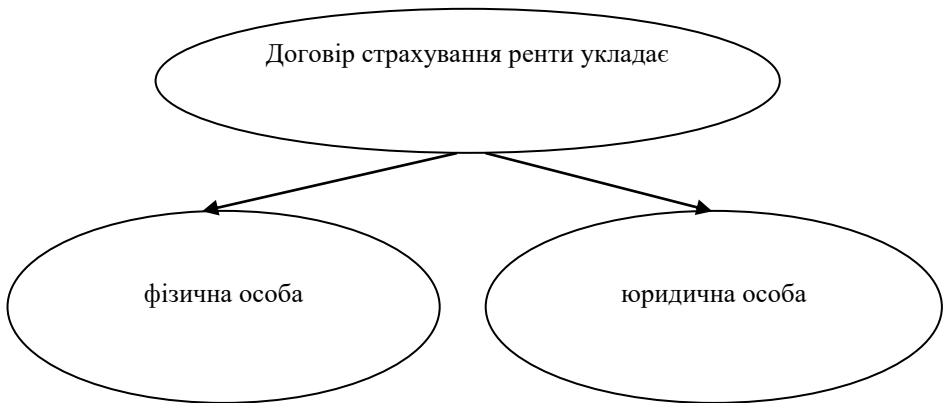 Договір страхування ренти укладає
фізична особа
юридична особа